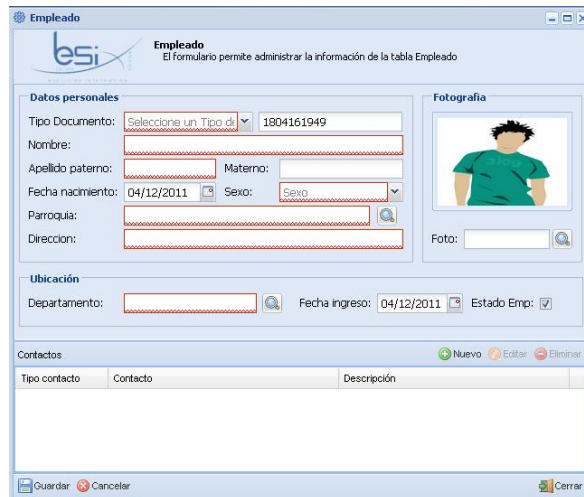 Empleado
besix
Empleado
El formulario permite administrar la información de la tabla Empleado
Datos personales
Tipo Documento: Seleccione un Tipo de 1804161949
Nombre:
Apellido paterno: Materno:
Fecha nacimiento: 04/12/2011 Sexo: Sexo
Parroquia:
Direccion:
Fotografia
Foto:
Ubicación
Departamento: Fecha ingreso: 04/12/2011 Estado Emp:
Contactos Nuevo Editar Eliminar
Tipo contacto Contacto Descripción
Guardar Cancelar Cerrar